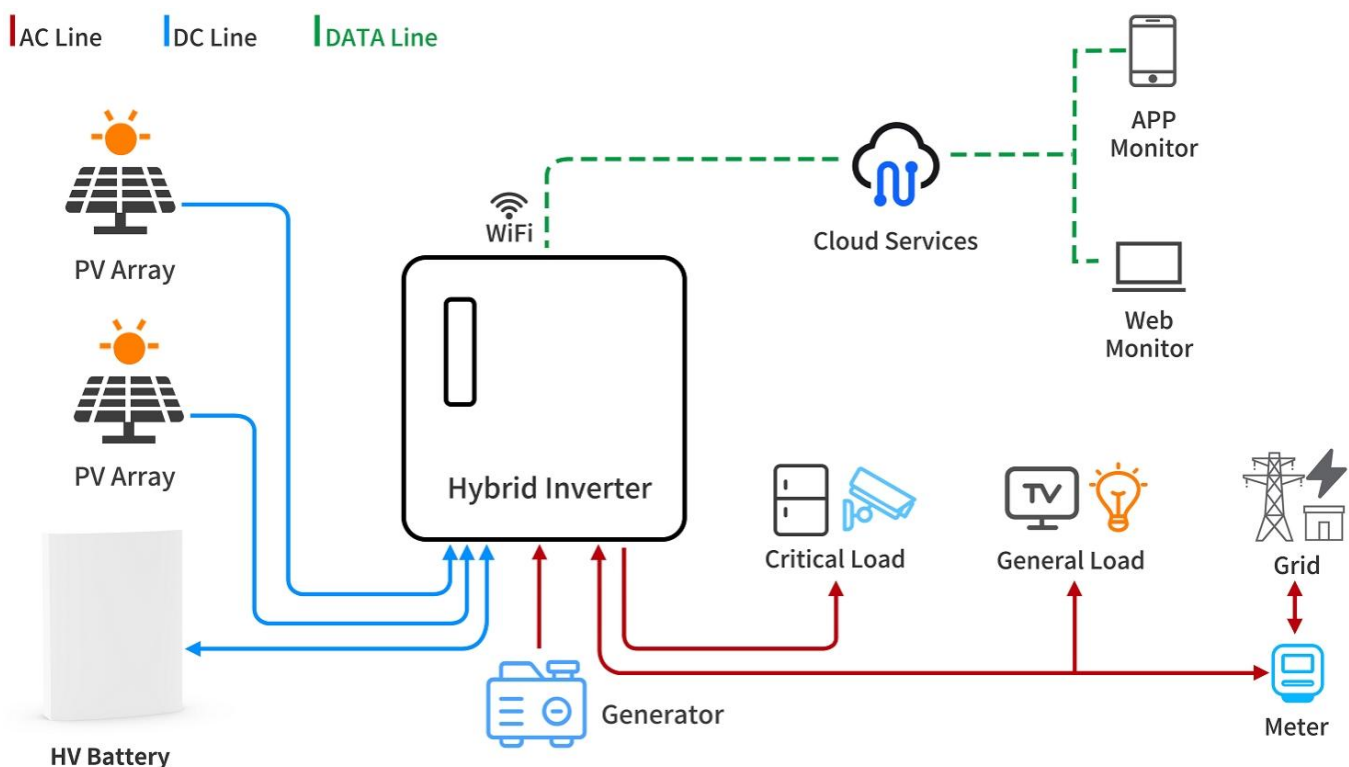 AC Line
DC Line
DATA Line
APP
Monitor
PV Array
WiFi
Cloud Services
Web
Monitor
PV Array
Hybrid Inverter
TV
Critical Load
General Load
Grid
Generator
Meter
HV Battery